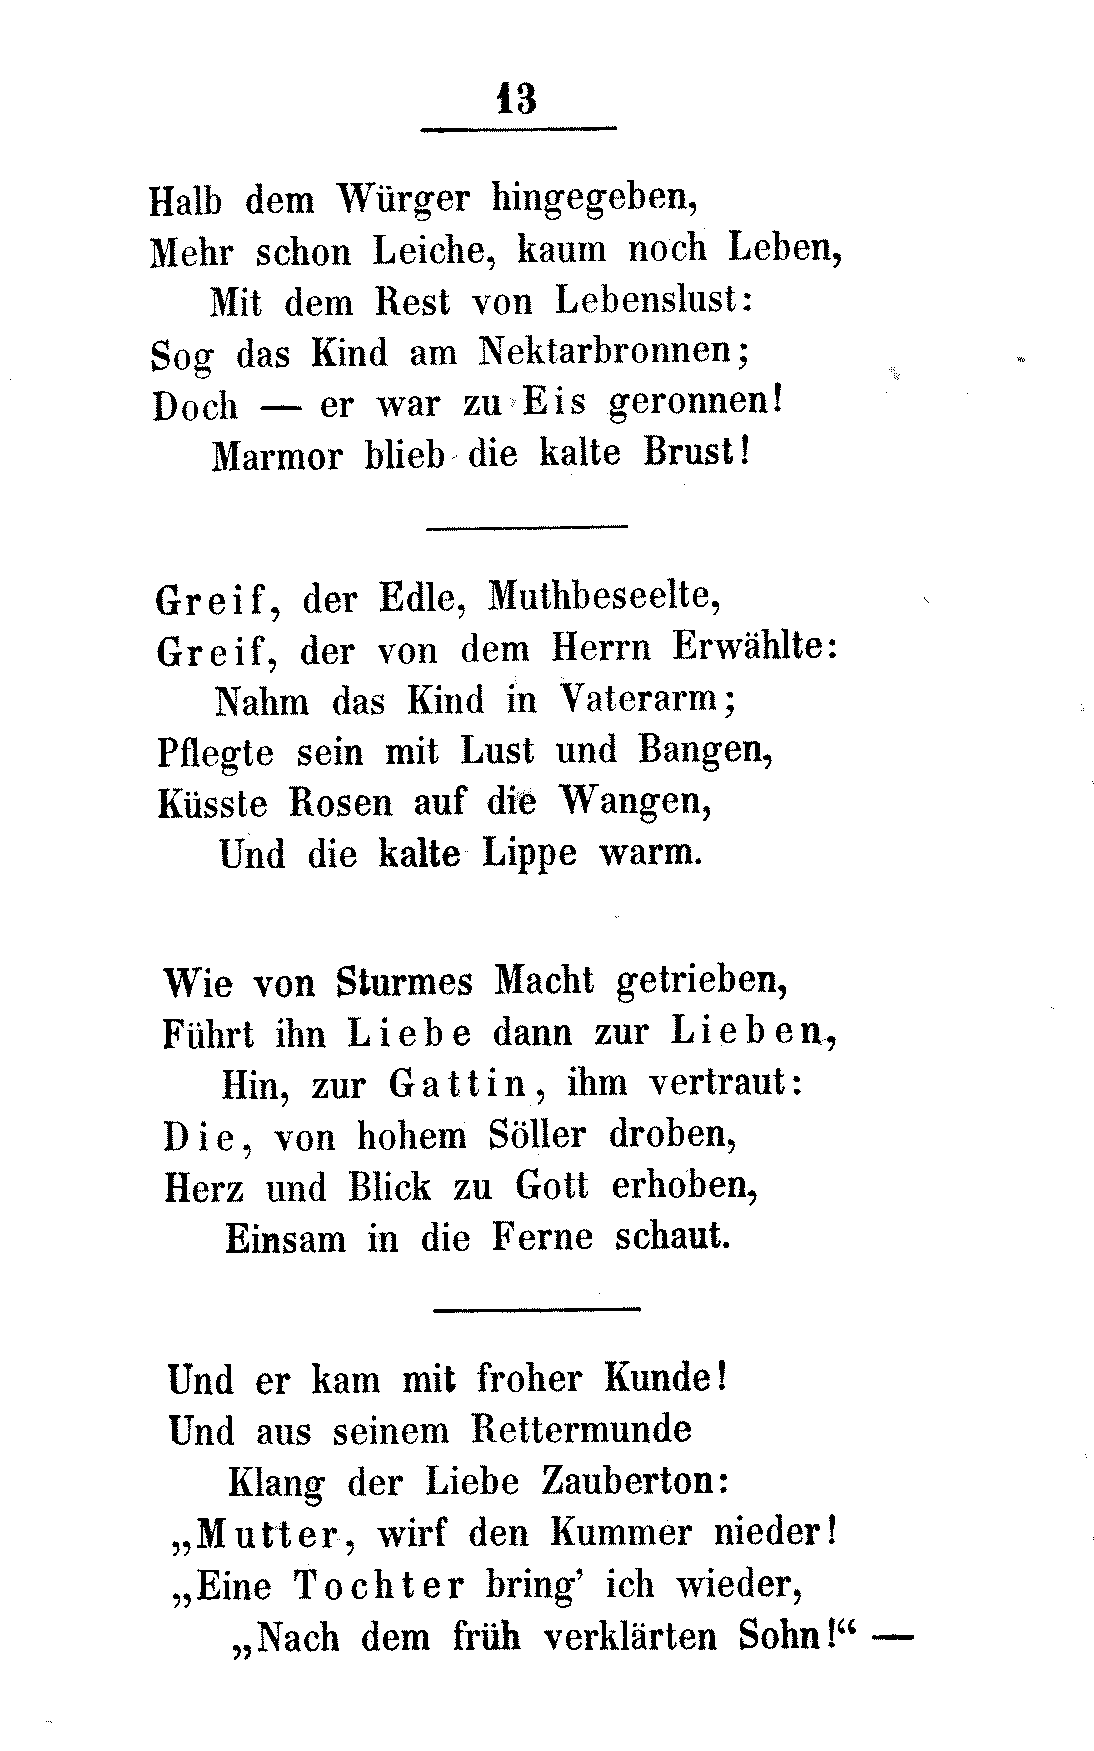 13
Halb dem Würger hingegeben,
Mehr schon Leiche, kaum noch Leben,
Mit dem Rest von Lebenslust:
Sog das Kind am Nektarbronnen;
Doch — er war zu Eis geronnen!
Marmor blieb die kalte Brust!
Greif, der Edle, Muthbeseelte,
Greif, der von dem Herrn Erwählte:
Nahm das Kind in Vaterarm;
Pflegte sein mit Lust und Bangen,
Küsste Rosen auf die Wangen,
Und die kalte Lippe warm.
Wie von Sturmes Macht getrieben,
Führt ihn Liebe dann zur Lieben,
Hin, zur Gattin, ihm vertraut:
Die, von hohem Söller droben,
Herz und Blick zu Gott erhoben,
Einsam in die Ferne schaut.
Und er kam mit froher Kunde!
Und aus seinem Rettermunde
Klang der Liebe Zauberton:
„Mutter, wirf den Kummer nieder!
„Eine Tochter bring’ ich wieder,
„Nach dem früh verklärten Sohn!“ —